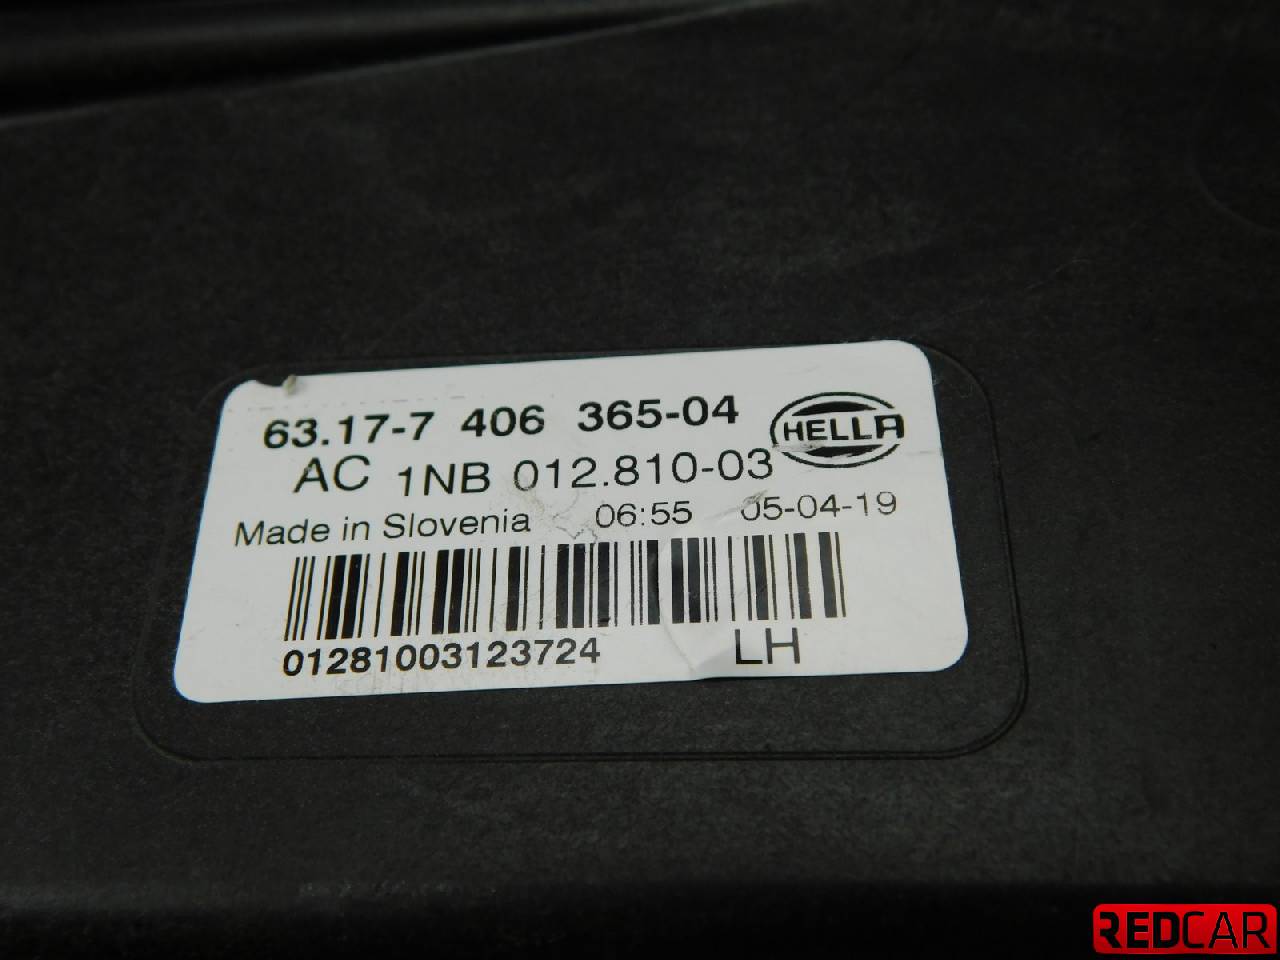 63.17-7 406 365-04
HELLA
AC 1NB 012.810-03
Made in Slovenia 06:55 05-04-19
01281003123724 LH
REDCAR